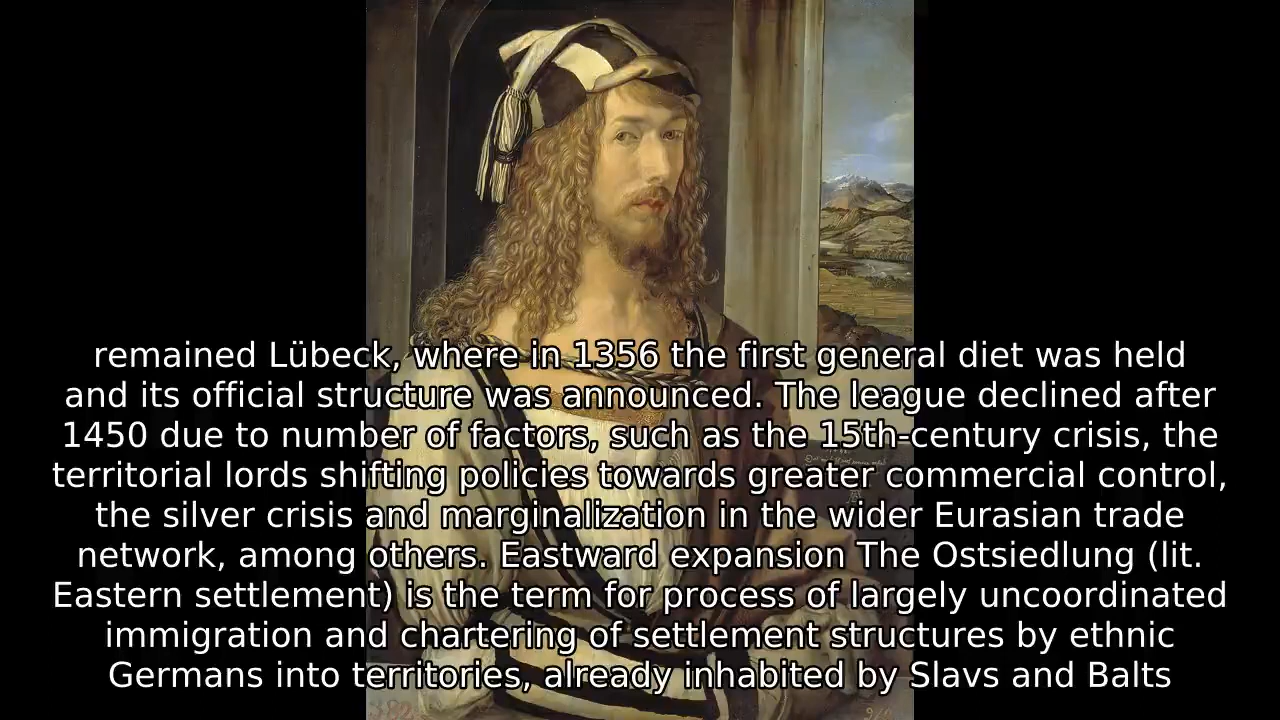 remained Lübeck, where in 1356 the first general diet was held
and its official structure was announced. The league declined after
1450 due to number of factors, such as the 15th-century crisis, the
territorial lords shifting policies towards greater commercial control,
the silver crisis and marginalization in the wider Eurasian trade
network, among others. Eastward expansion The Ostsiedlung (lit.
Eastern settlement) is the term for process of largely uncoordinated
immigration and chartering of settlement structures by ethnic
Germans into territories, already inhabited by Slavs and Balts